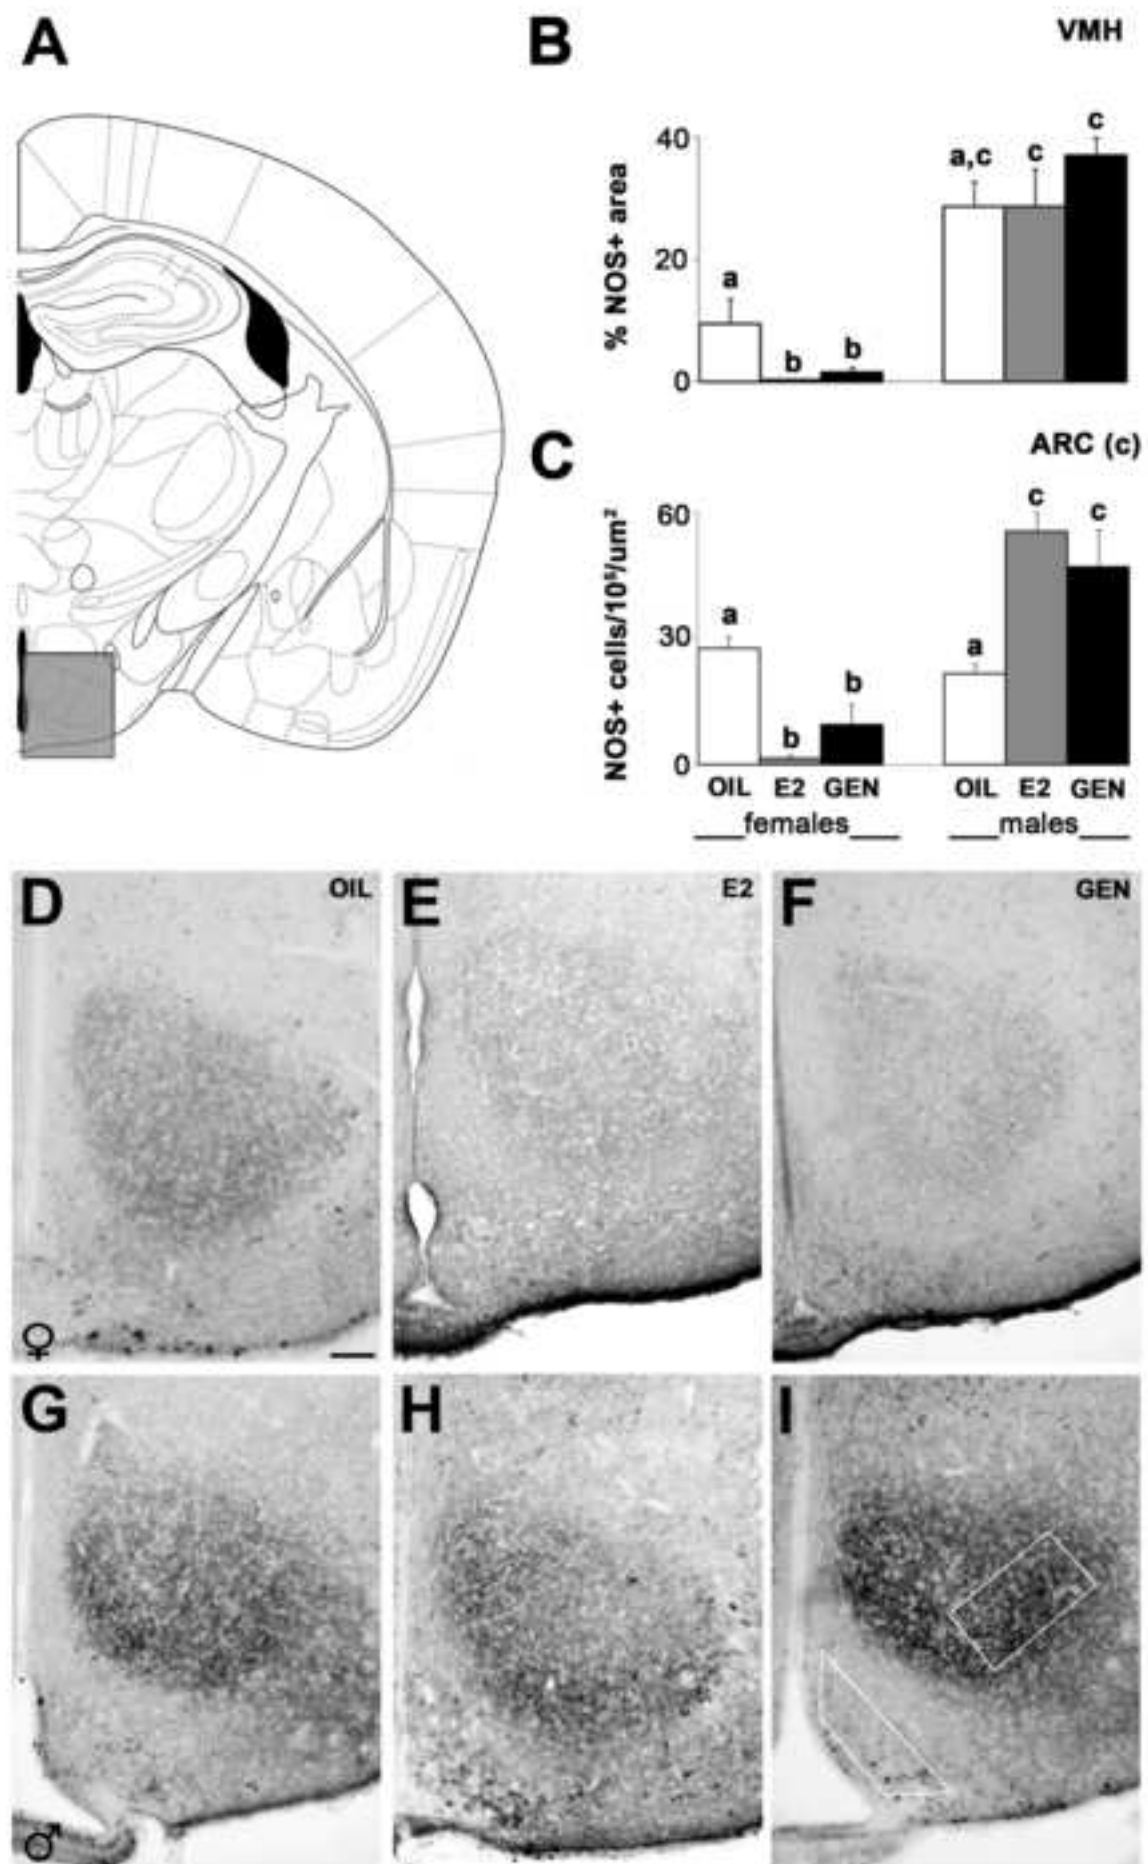 A
B
VMH
% NOS+ area
40
20
0
a
b
b
a,c
c
c
C
ARC (c)
NOS+ cells/10⁵/um²
60
30
0
a
b
b
a
c
c
OIL E2 GEN OIL E2 GEN
females males
D OIL E E2 F GEN
♀
G H I
♂